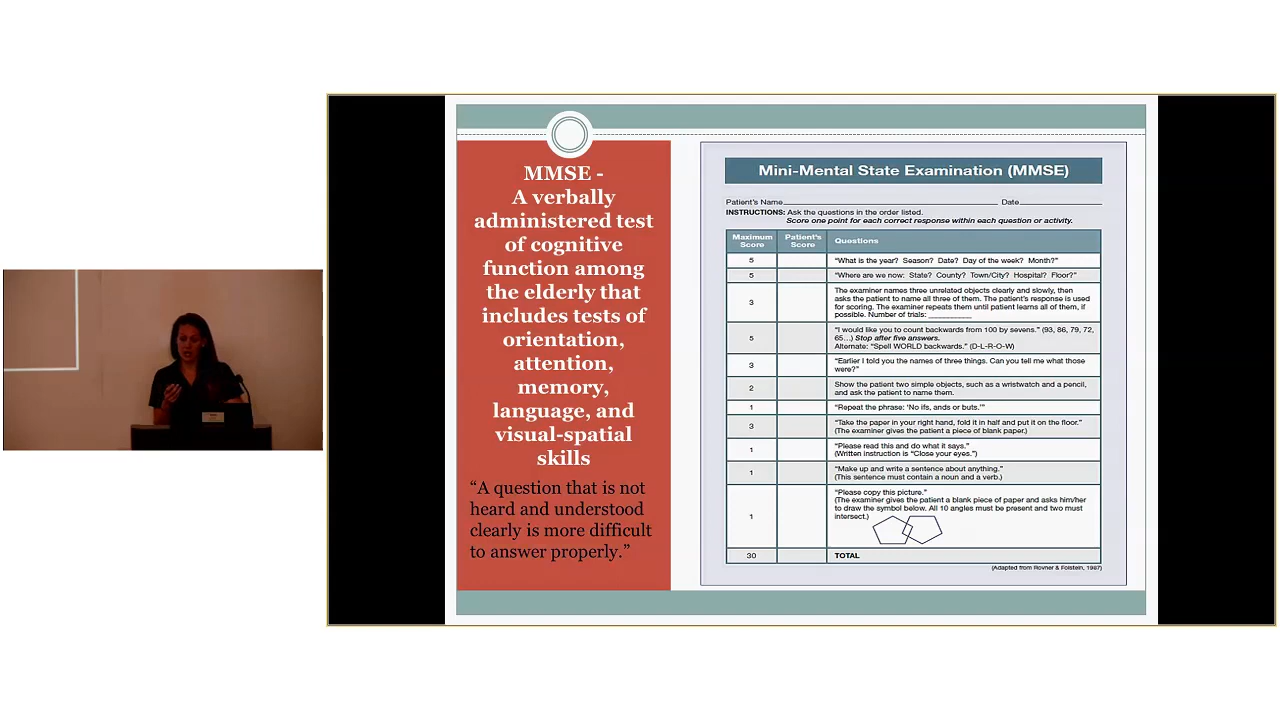 MMSE -
A verbally
administered test
of cognitive
function among
the elderly that
includes tests of
orientation,
attention,
memory,
language, and
visual-spatial
skills
“A question that is not
heard and understood
clearly is more difficult
to answer properly.”
Mini-Mental State Examination (MMSE)
Patient’s Name Date
INSTRUCTIONS: Ask the questions in the order listed.
Score one point for each correct response within each question or activity.
Maximum Score Patient’s Score Questions
5 “What is the year? Season? Date? Day of the week? Month?”
5 “Where are we now: State? County? Town/City? Hospital? Floor?”
The examiner names three unrelated objects clearly and slowly, then
asks the patient to name all three of them. The patient’s response is used
3 for scoring. The examiner repeats them until patient learns all of them, if
possible. Number of trials: __________
“I would like you to count backwards from 100 by sevens.” (93, 86, 79, 72,
5 65…) Stop after five answers.
Alternate: “Spell WORLD backwards.” (D-L-R-O-W)
3 “Earlier I told you the names of three things. Can you tell me what those
were?”
2 Show the patient two simple objects, such as a wristwatch and a pencil,
and ask the patient to name them.
1 “Repeat the phrase: ‘No ifs, ands or buts.’”
3 “Take the paper in your right hand, fold it in half and put it on the floor.”
(The examiner gives the patient a piece of blank paper.)
1 “Please read this and do what it says.”
(Written instruction is “Close your eyes.”)
1 “Make up and write a sentence about anything.”
(This sentence must contain a noun and a verb.)
“Please copy this picture.”
(The examiner gives the patient a blank piece of paper and asks him/her
to draw the symbol below. All 10 angles must be present and two must
1 intersect.)
30 TOTAL
(Adapted from Rovner & Folstein, 1987)